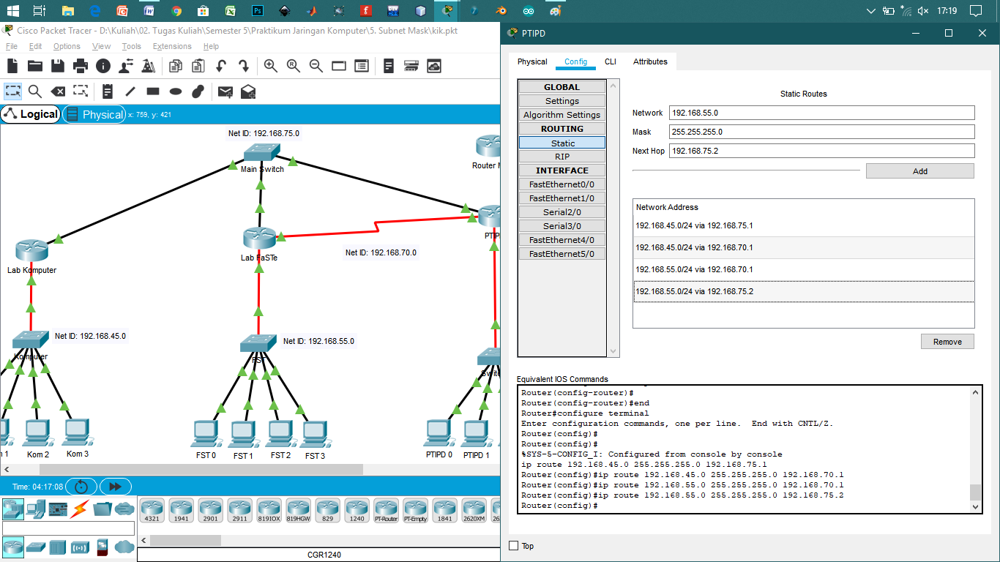 17:19
Cisco Packet Tracer - D:\Kuliah\02. Tugas Kuliah\Semester 5\Praktikum Jaringan Komputer\5. Subnet Mask\kik.pkt
File Edit Options View Tools Extensions Help
Logical Physical x: 759, y: 421
Net ID: 192.168.75.0
Main Switch
Router
Lab Komputer
Lab FaSTe
Net ID: 192.168.70.0
Net ID: 192.168.45.0
Komputer
Net ID: 192.168.55.0
FST
Kom 2
Kom 3
FST 0
FST 1
FST 2
FST 3
PTIPD 0
PTIPD 1
Time: 04:17:08
4321 1941 2901 2911 819IOX 819HGW 829 1240 PT-Router PT-Empty 1841 2620XM
CGR1240
PTIPD
Physical Config CLI Attributes
GLOBAL
Settings
Algorithm Settings
ROUTING
Static
RIP
INTERFACE
FastEthernet0/0
FastEthernet1/0
Serial2/0
Serial3/0
FastEthernet4/0
FastEthernet5/0
Static Routes
Network 192.168.55.0
Mask 255.255.255.0
Next Hop 192.168.75.2
Add
Network Address
192.168.45.0/24 via 192.168.75.1
192.168.45.0/24 via 192.168.70.1
192.168.55.0/24 via 192.168.70.1
192.168.55.0/24 via 192.168.75.2
Remove
Equivalent IOS Commands
Router(config-router)#
Router(config-router)#end
Router#configure terminal
Enter configuration commands, one per line. End with CNTL/Z.
Router(config)#
Router(config)#
%SYS-5-CONFIG_I: Configured from console by console
ip route 192.168.45.0 255.255.255.0 192.168.75.1
Router(config)#ip route 192.168.45.0 255.255.255.0 192.168.70.1
Router(config)#ip route 192.168.55.0 255.255.255.0 192.168.70.1
Router(config)#ip route 192.168.55.0 255.255.255.0 192.168.75.2
Router(config)#
Top